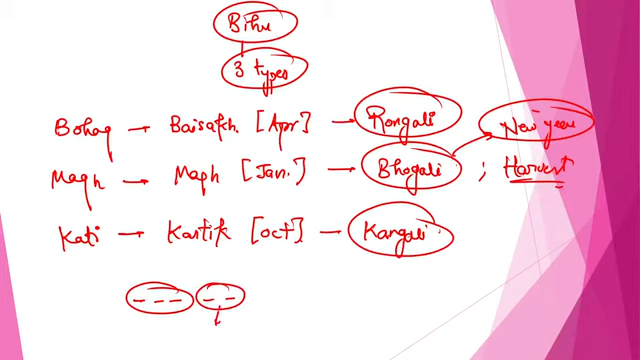 Bihu
3 types
Bohag → Baisakh [Apr] → Rongali New year
Magh → Magh [Jan.] → Bhogali ; Harvest
Kati → Kartik [oct] → Kangali
--- --